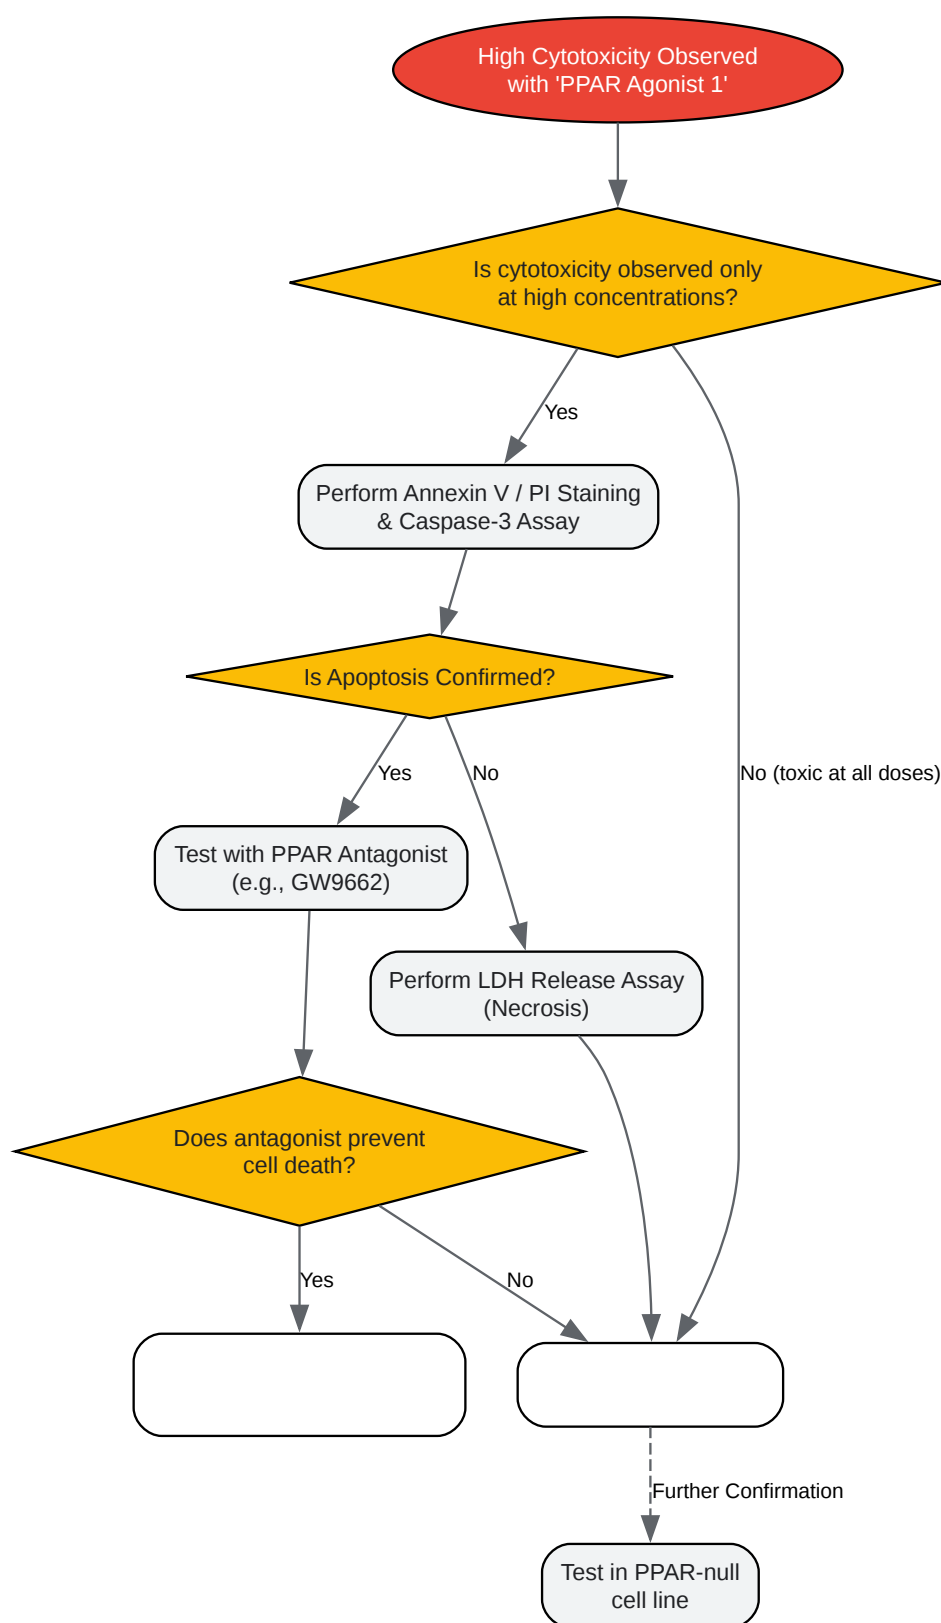 High Cytotoxicity Observed
with 'PPAR Agonist 1'
Is cytotoxicity observed only
at high concentrations?
Yes
Perform Annexin V / PI Staining
& Caspase-3 Assay
Is Apoptosis Confirmed?
Yes
No
No (toxic at all doses)
Test with PPAR Antagonist
(e.g., GW9662)
Perform LDH Release Assay
(Necrosis)
Does antagonist prevent
cell death?
Yes
No
Further Confirmation
Test in PPAR-null
cell line